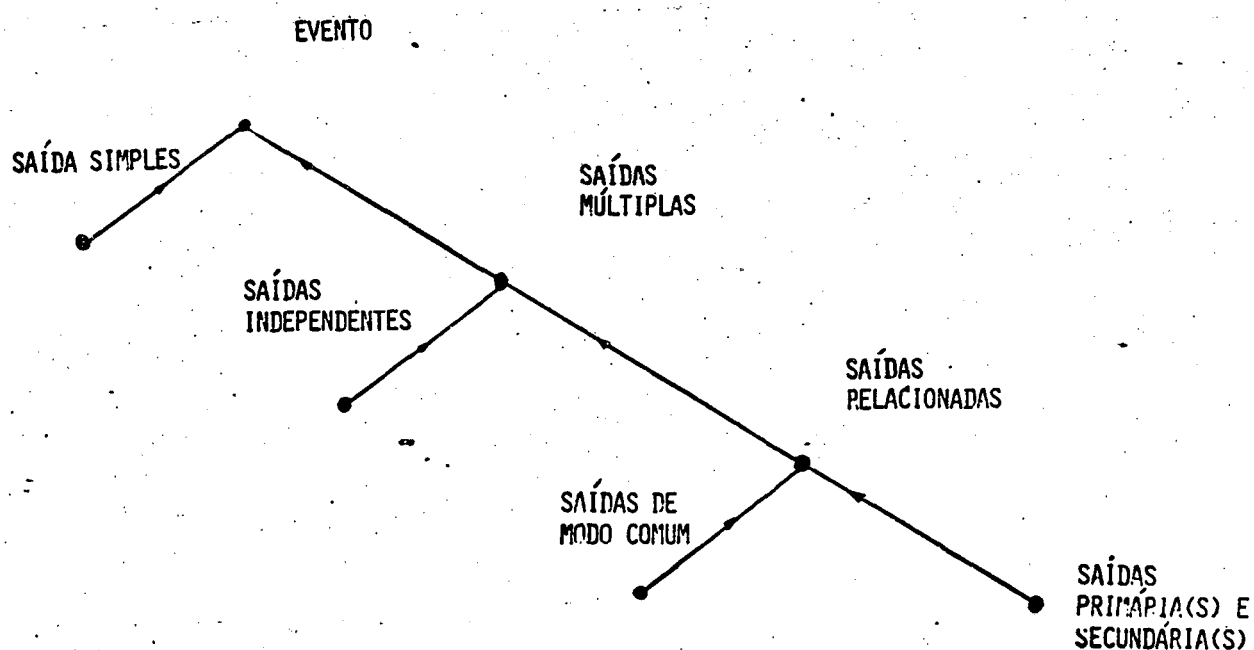 EVENTO
SAÍDA SIMPLES
SAÍDAS
MÚLTIPLAS
SAÍDAS
INDEPENDENTES
SAÍDAS
RELACIONADAS
SAÍDAS DE
MODO COMUM
SAÍDAS
PRIMÁRIA(S) E
SECUNDÁRIA(S)